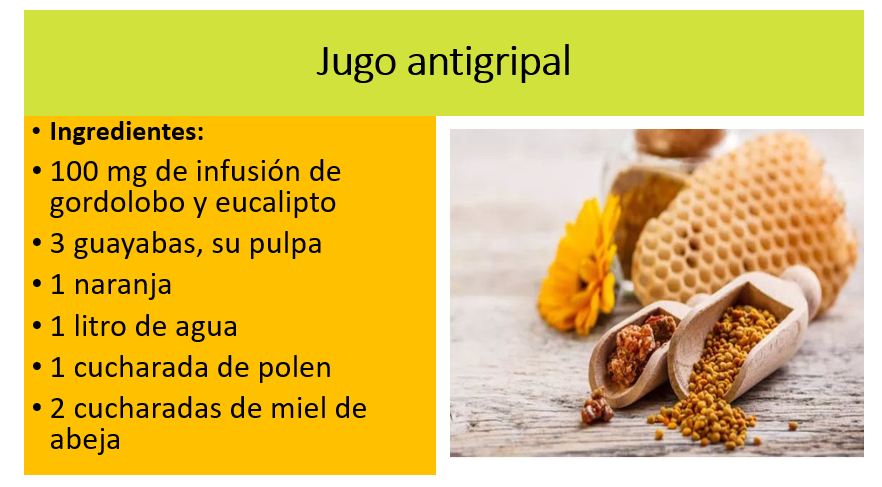 Jugo antigripal
• Ingredientes:
• 100 mg de infusión de
gordolobo y eucalipto
• 3 guayabas, su pulpa
• 1 naranja
• 1 litro de agua
• 1 cucharada de polen
• 2 cucharadas de miel de
abeja